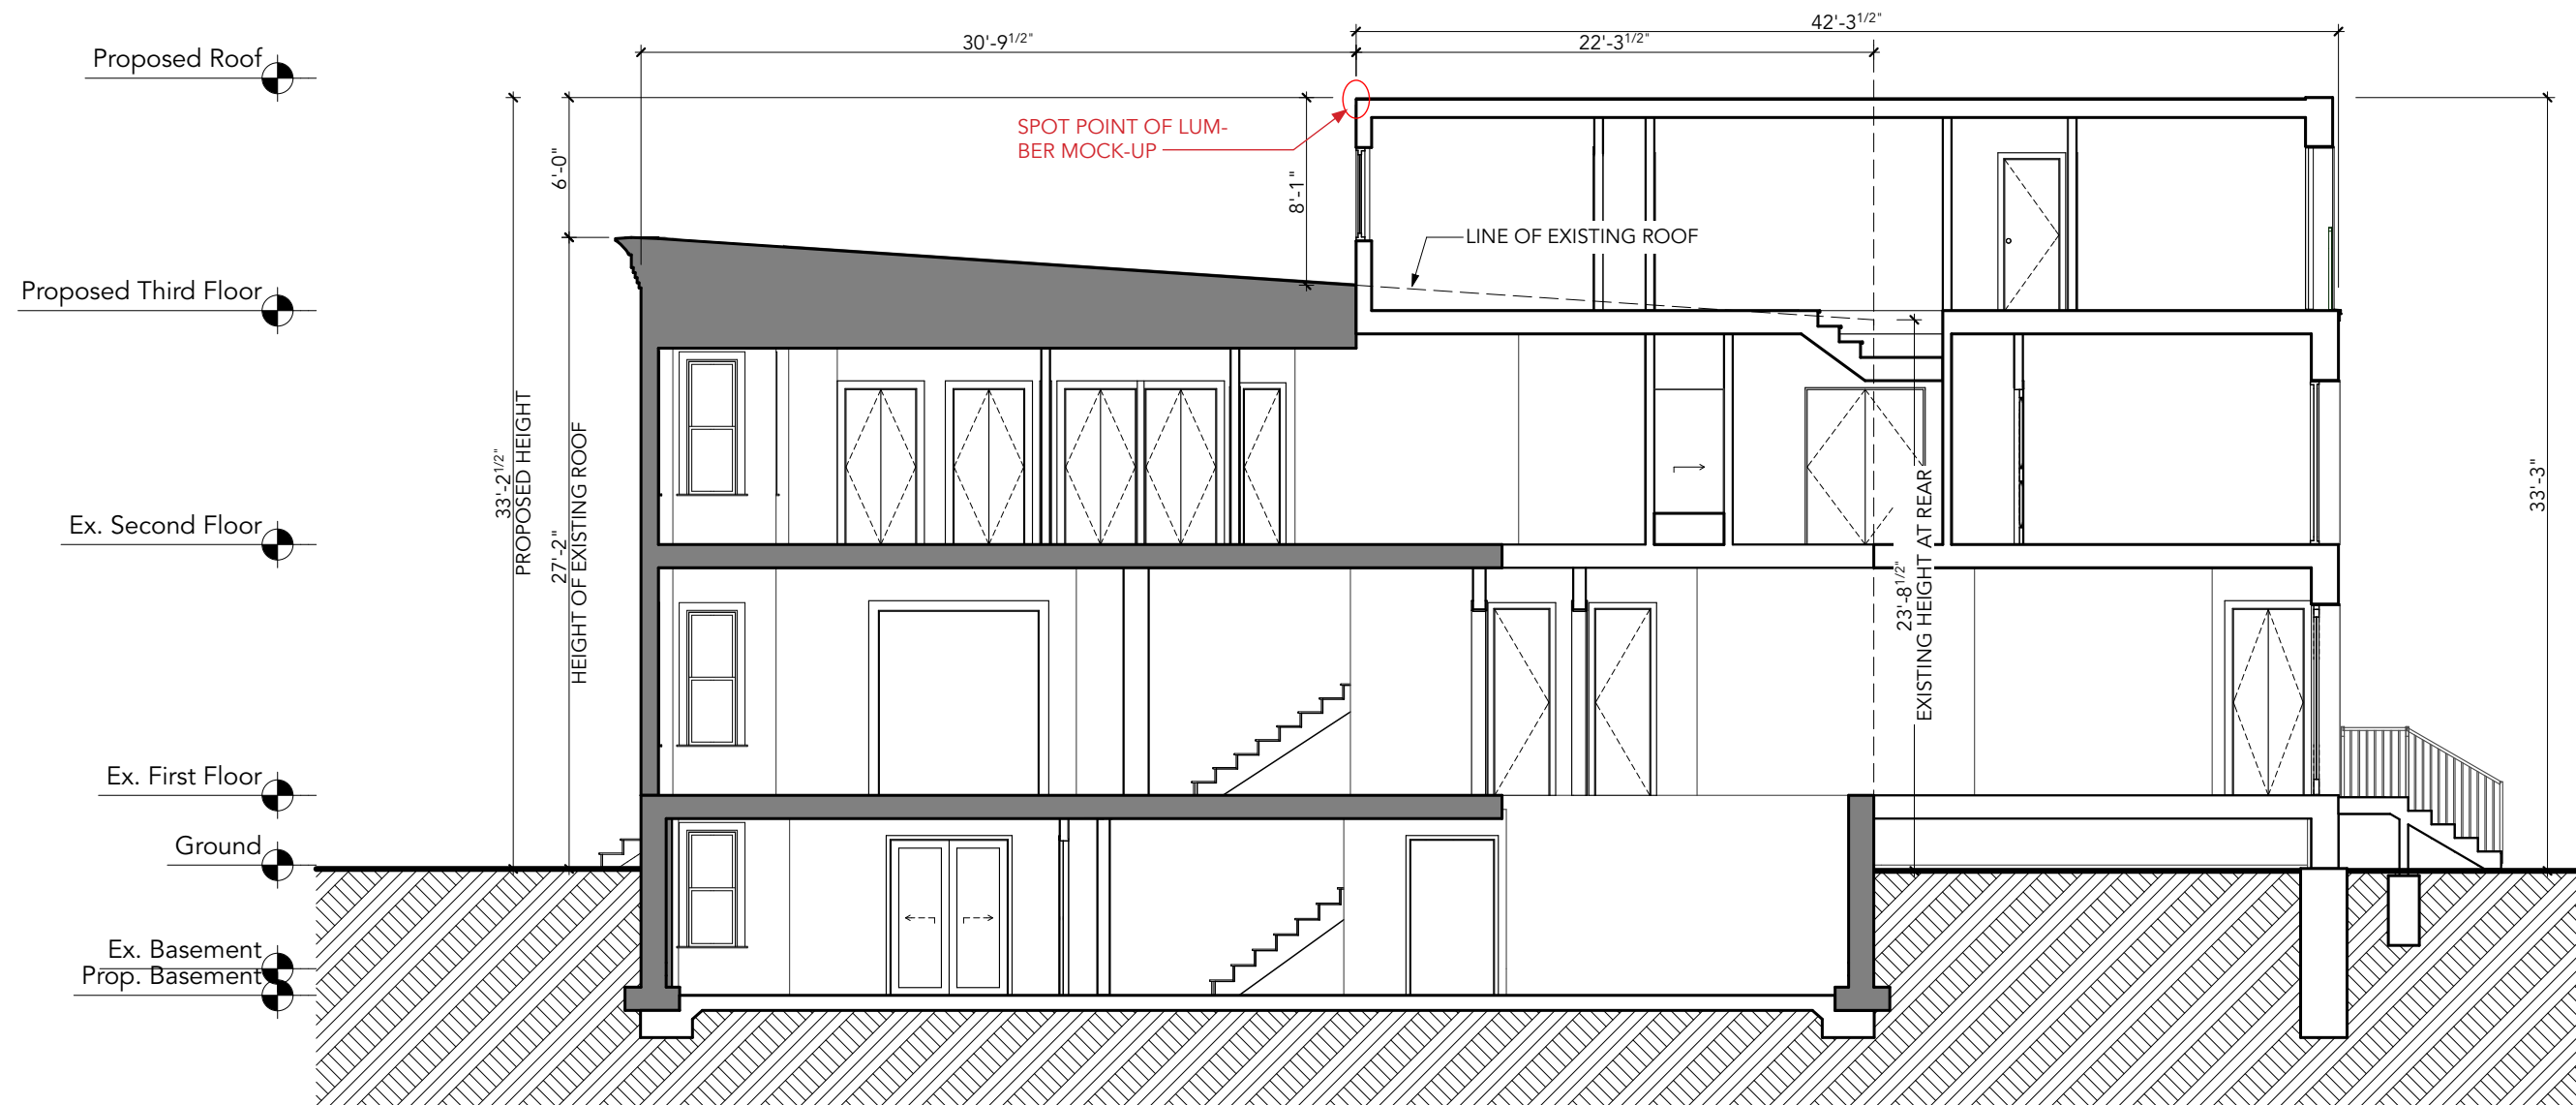 42'-3 1/2"
30'-9 1/2"
22'-3 1/2"
Proposed Roof
SPOT POINT OF LUM-
BER MOCK-UP
6'-0"
8'-1"
LINE OF EXISTING ROOF
Proposed Third Floor
33'-2 1/2"
PROPOSED HEIGHT
27'-2"
HEIGHT OF EXISTING ROOF
23'-8 1/2"
EXISTING HEIGHT AT REAR
33'-3"
Ex. Second Floor
Ex. First Floor
Ground
Ex. Basement
Prop. Basement